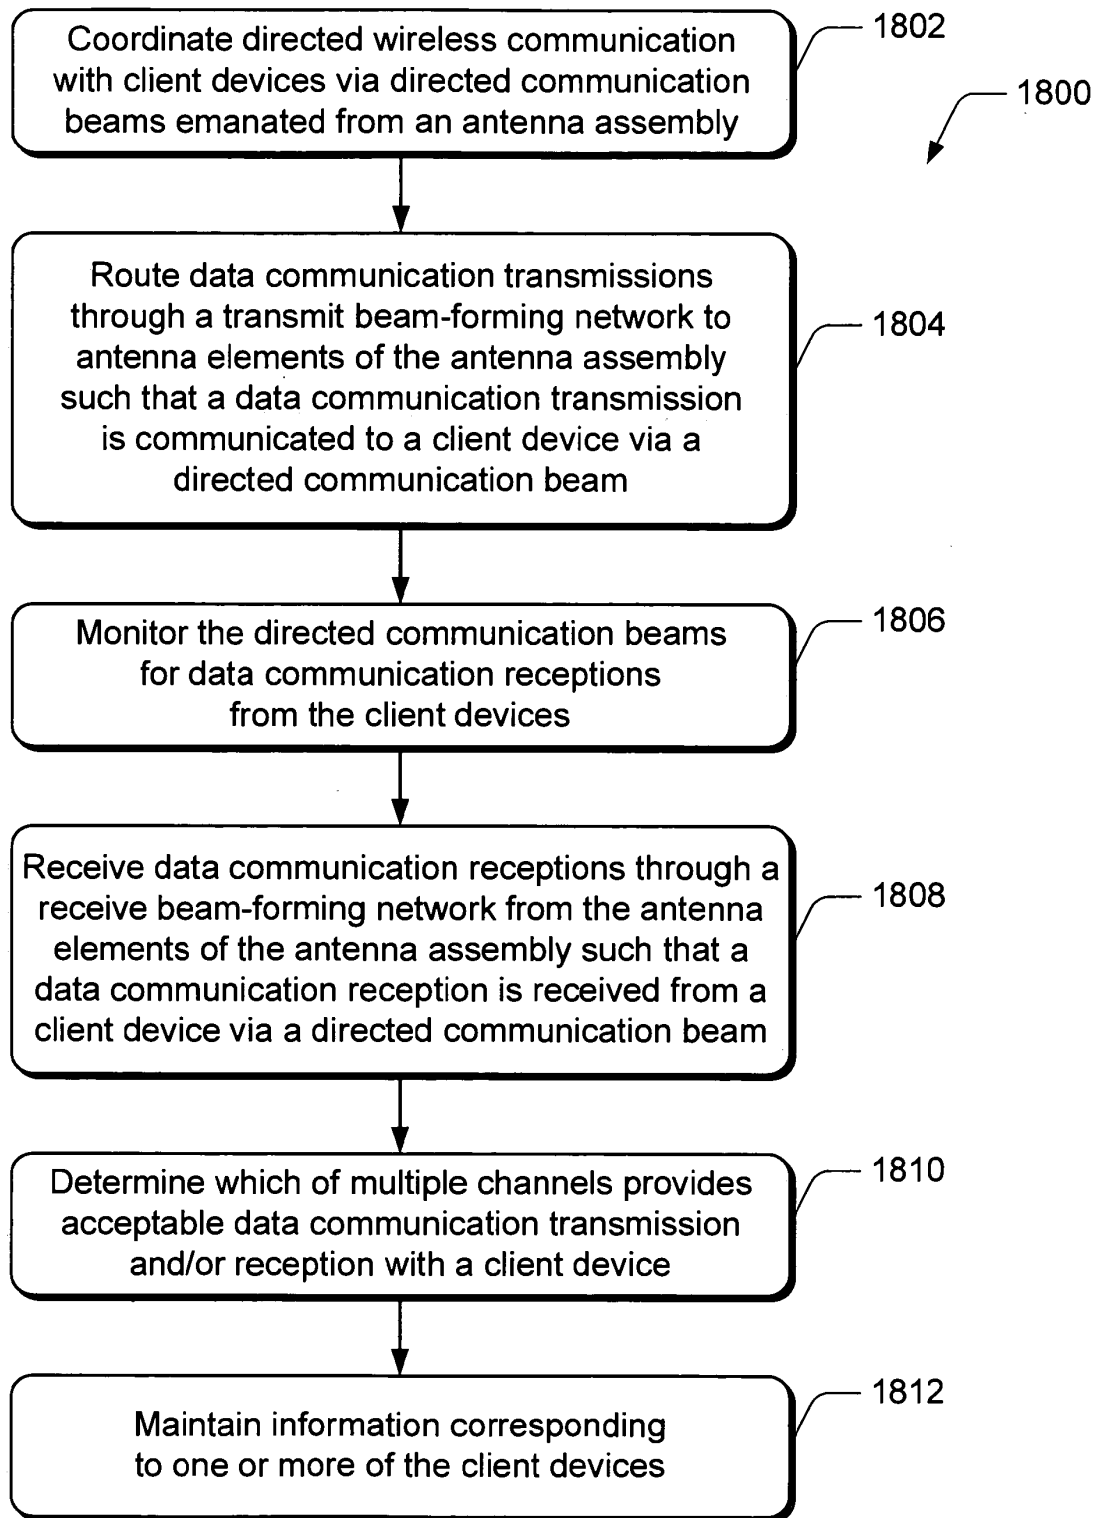 Coordinate directed wireless communication
with client devices via directed communication
beams emanated from an antenna assembly
1802
1800
Route data communication transmissions
through a transmit beam-forming network to
antenna elements of the antenna assembly
such that a data communication transmission
is communicated to a client device via a
directed communication beam
1804
Monitor the directed communication beams
for data communication receptions
from the client devices
1806
Receive data communication receptions through a
receive beam-forming network from the antenna
elements of the antenna assembly such that a
data communication reception is received from a
client device via a directed communication beam
1808
Determine which of multiple channels provides
acceptable data communication transmission
and/or reception with a client device
1810
Maintain information corresponding
to one or more of the client devices
1812